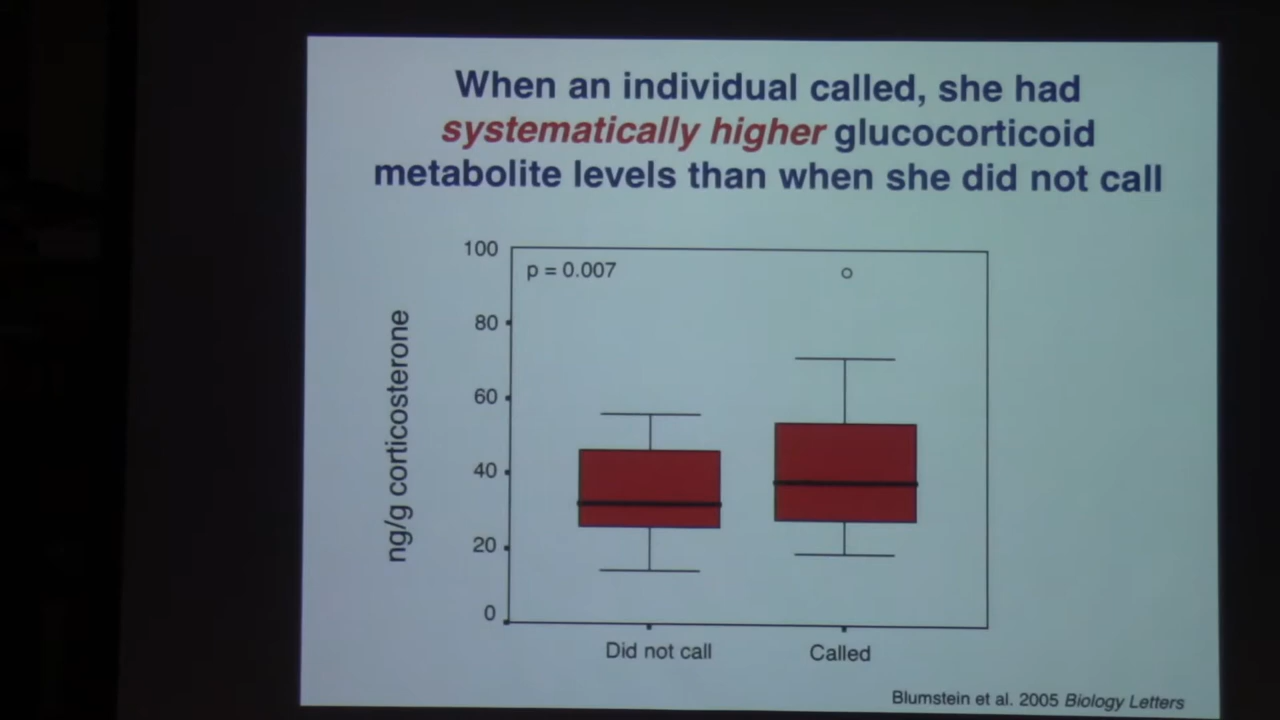 When an individual called, she had
systematically higher glucocorticoid
metabolite levels than when she did not call
100
p = 0.007
80
60
40
20
0
ng/g corticosterone
Did not call
Called
Blumstein et al. 2005 Biology Letters